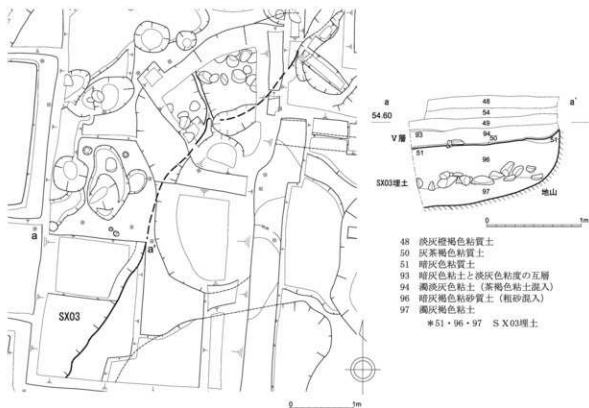 a
a'
SX03
0 1m
a a'
54.60
48
54
49
Ⅴ層
93
94
50
51
51
96
SX03埋土
97
地山
0 1m
48 淡灰橙褐色粘質土
50 灰茶褐色粘質土
51 暗灰色粘質土
93 暗灰色粘土と淡灰色粘度の互層
94 濁淡灰色粘土(茶褐色粘土混入)
96 暗灰褐色粘砂質土(粗砂混入)
97 濁灰褐色粘土
*51・96・97 SX03埋土